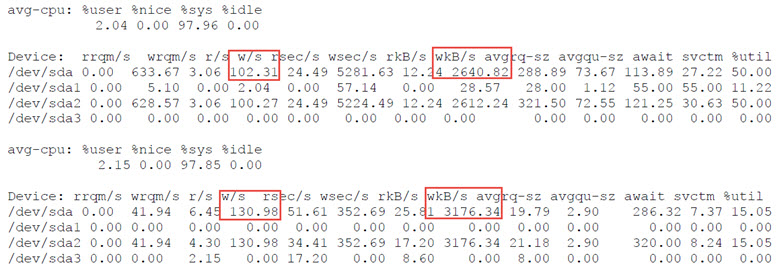 avg-cpu: %user %nice %sys %idle
2.04 0.00 97.96 0.00
Device: rrqm/s wrqm/s r/s w/s rsec/s wsec/s rkB/s wkB/s avgrq-sz avgqu-sz await svctm %util
/dev/sda 0.00 633.67 3.06 102.31 24.49 5281.63 12.24 2640.82 288.89 73.67 113.89 27.22 50.00
/dev/sda1 0.00 5.10 0.00 2.04 0.00 57.14 0.00 28.57 28.00 1.12 55.00 55.00 11.22
/dev/sda2 0.00 628.57 3.06 100.27 24.49 5224.49 12.24 2612.24 321.50 72.55 121.25 30.63 50.00
/dev/sda3 0.00 0.00 0.00 0.00 0.00 0.00 0.00 0.00 0.00 0.00 0.00 0.00 0.00
avg-cpu: %user %nice %sys %idle
2.15 0.00 97.85 0.00
Device: rrqm/s wrqm/s r/s w/s rsec/s wsec/s rkB/s wkB/s avgrq-sz avgqu-sz await svctm %util
/dev/sda 0.00 41.94 6.45 130.98 51.61 352.69 25.81 3176.34 19.79 2.90 286.32 7.37 15.05
/dev/sda1 0.00 0.00 0.00 0.00 0.00 0.00 0.00 0.00 0.00 0.00 0.00 0.00 0.00
/dev/sda2 0.00 41.94 4.30 130.98 34.41 352.69 17.20 3176.34 21.18 2.90 320.00 8.24 15.05
/dev/sda3 0.00 0.00 2.15 0.00 17.20 0.00 8.60 0.00 8.00 0.00 0.00 0.00 0.00